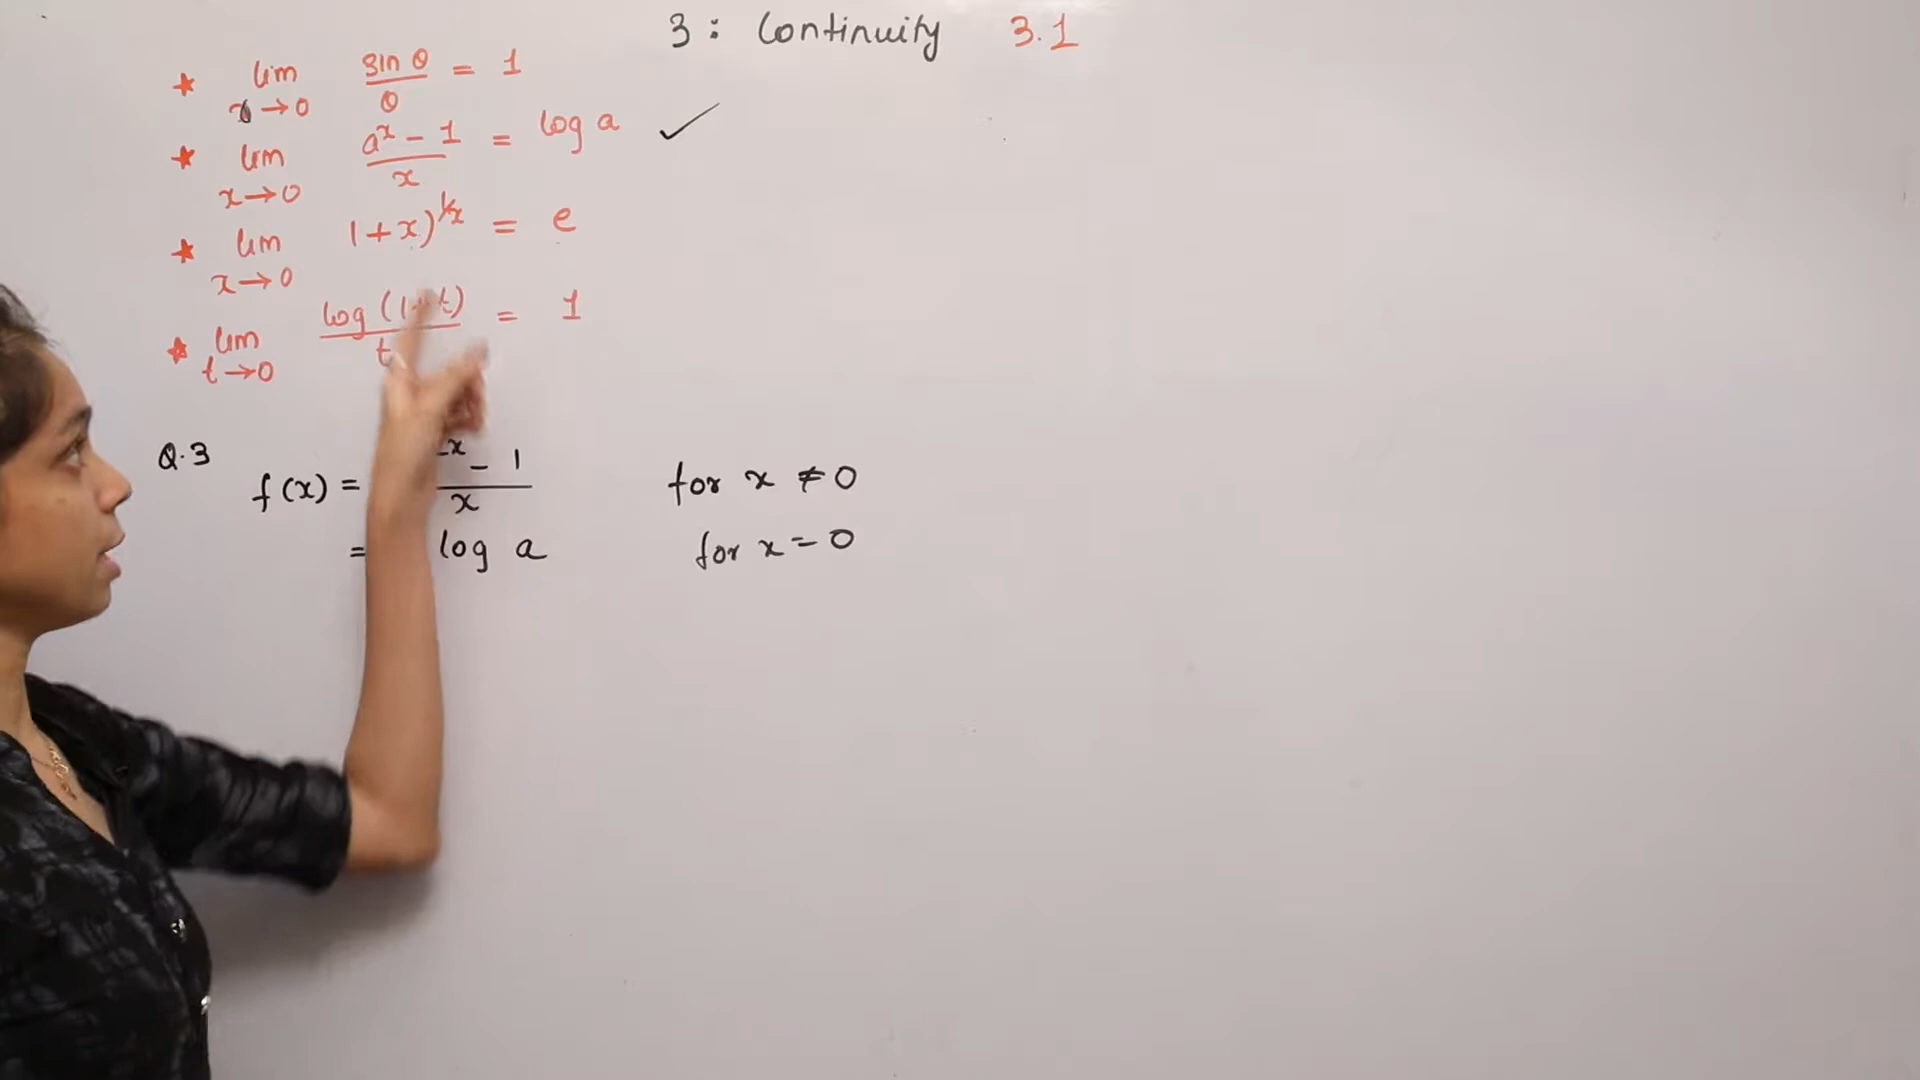 3 : Continuity 3.1
★ lim x→0 sin θ / θ = 1
★ lim x→0 a^x - 1 / x = log a ✓
★ lim x→0 1+x)^1/x = e
★ lim t→0 log (1+t) / t = 1
Q.3
f(x) = x - 1 / x for x ≠ 0
= log a for x = 0